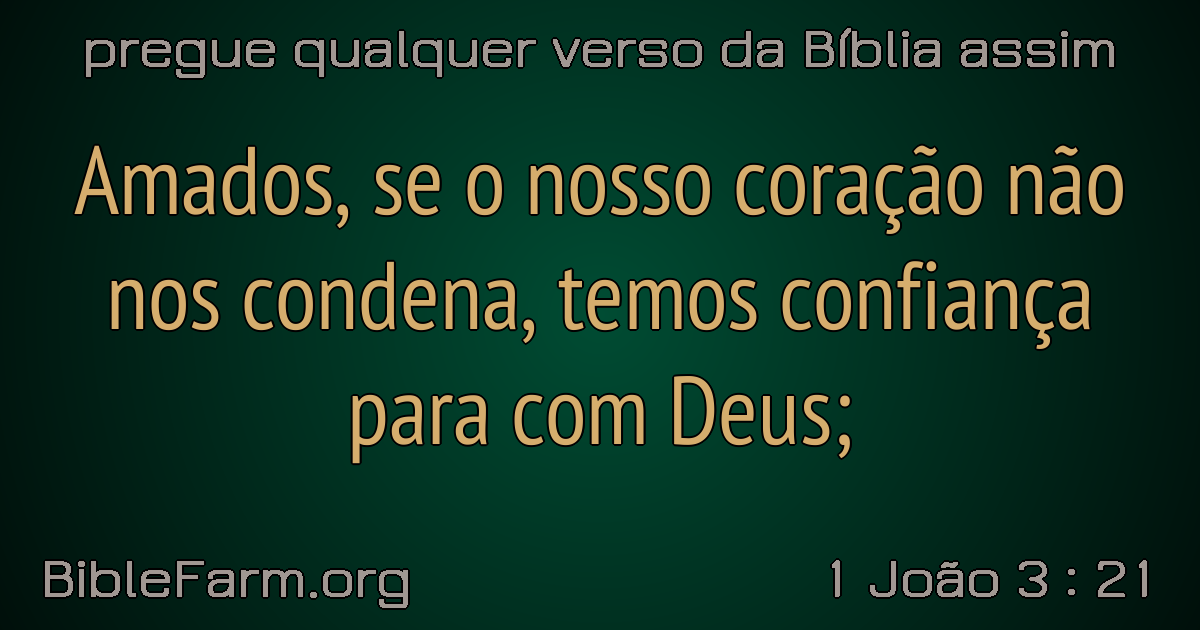 pregue qualquer verso da Bíblia assim
Amados, se o nosso coração não
nos condena, temos confiança
para com Deus;
BibleFarm.org
1 João 3 : 21